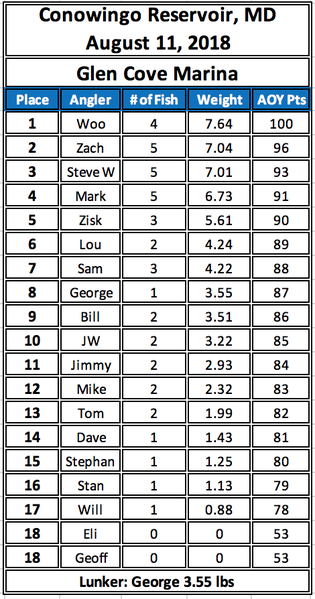 Conowingo Reservoir, MD
August 11, 2018
Glen Cove Marina
Place Angler # of Fish Weight AOY Pts
1 Woo 4 7.64 100
2 Zach 5 7.04 96
3 Steve W 5 7.01 93
4 Mark 5 6.73 91
5 Zisk 3 5.61 90
6 Lou 2 4.24 89
7 Sam 3 4.22 88
8 George 1 3.55 87
9 Bill 2 3.51 86
10 JW 2 3.22 85
11 Jimmy 2 2.93 84
12 Mike 2 2.32 83
13 Tom 2 1.99 82
14 Dave 1 1.43 81
15 Stephan 1 1.25 80
16 Stan 1 1.13 79
17 Will 1 0.88 78
18 Eli 0 0 53
18 Geoff 0 0 53
Lunker: George 3.55 lbs